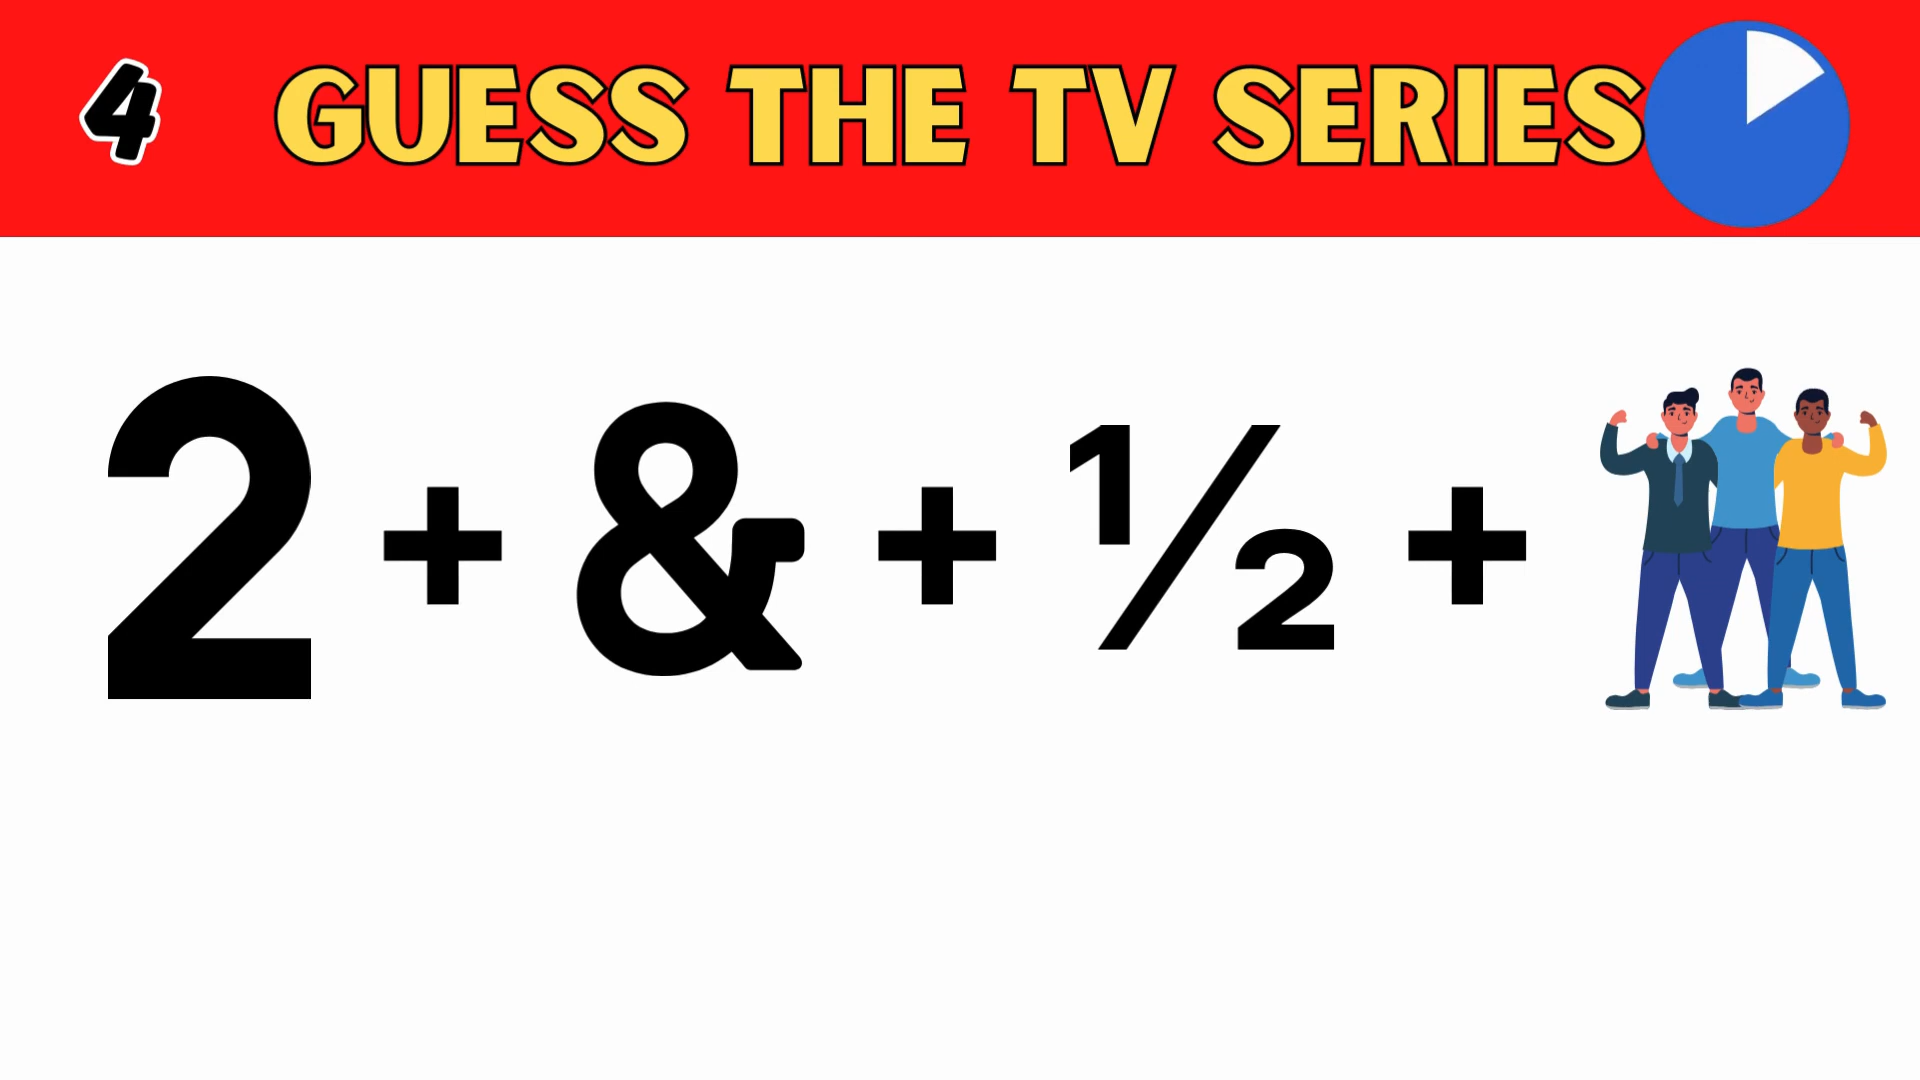 4 GUESS THE TV SERIES
2 + & + ½ +